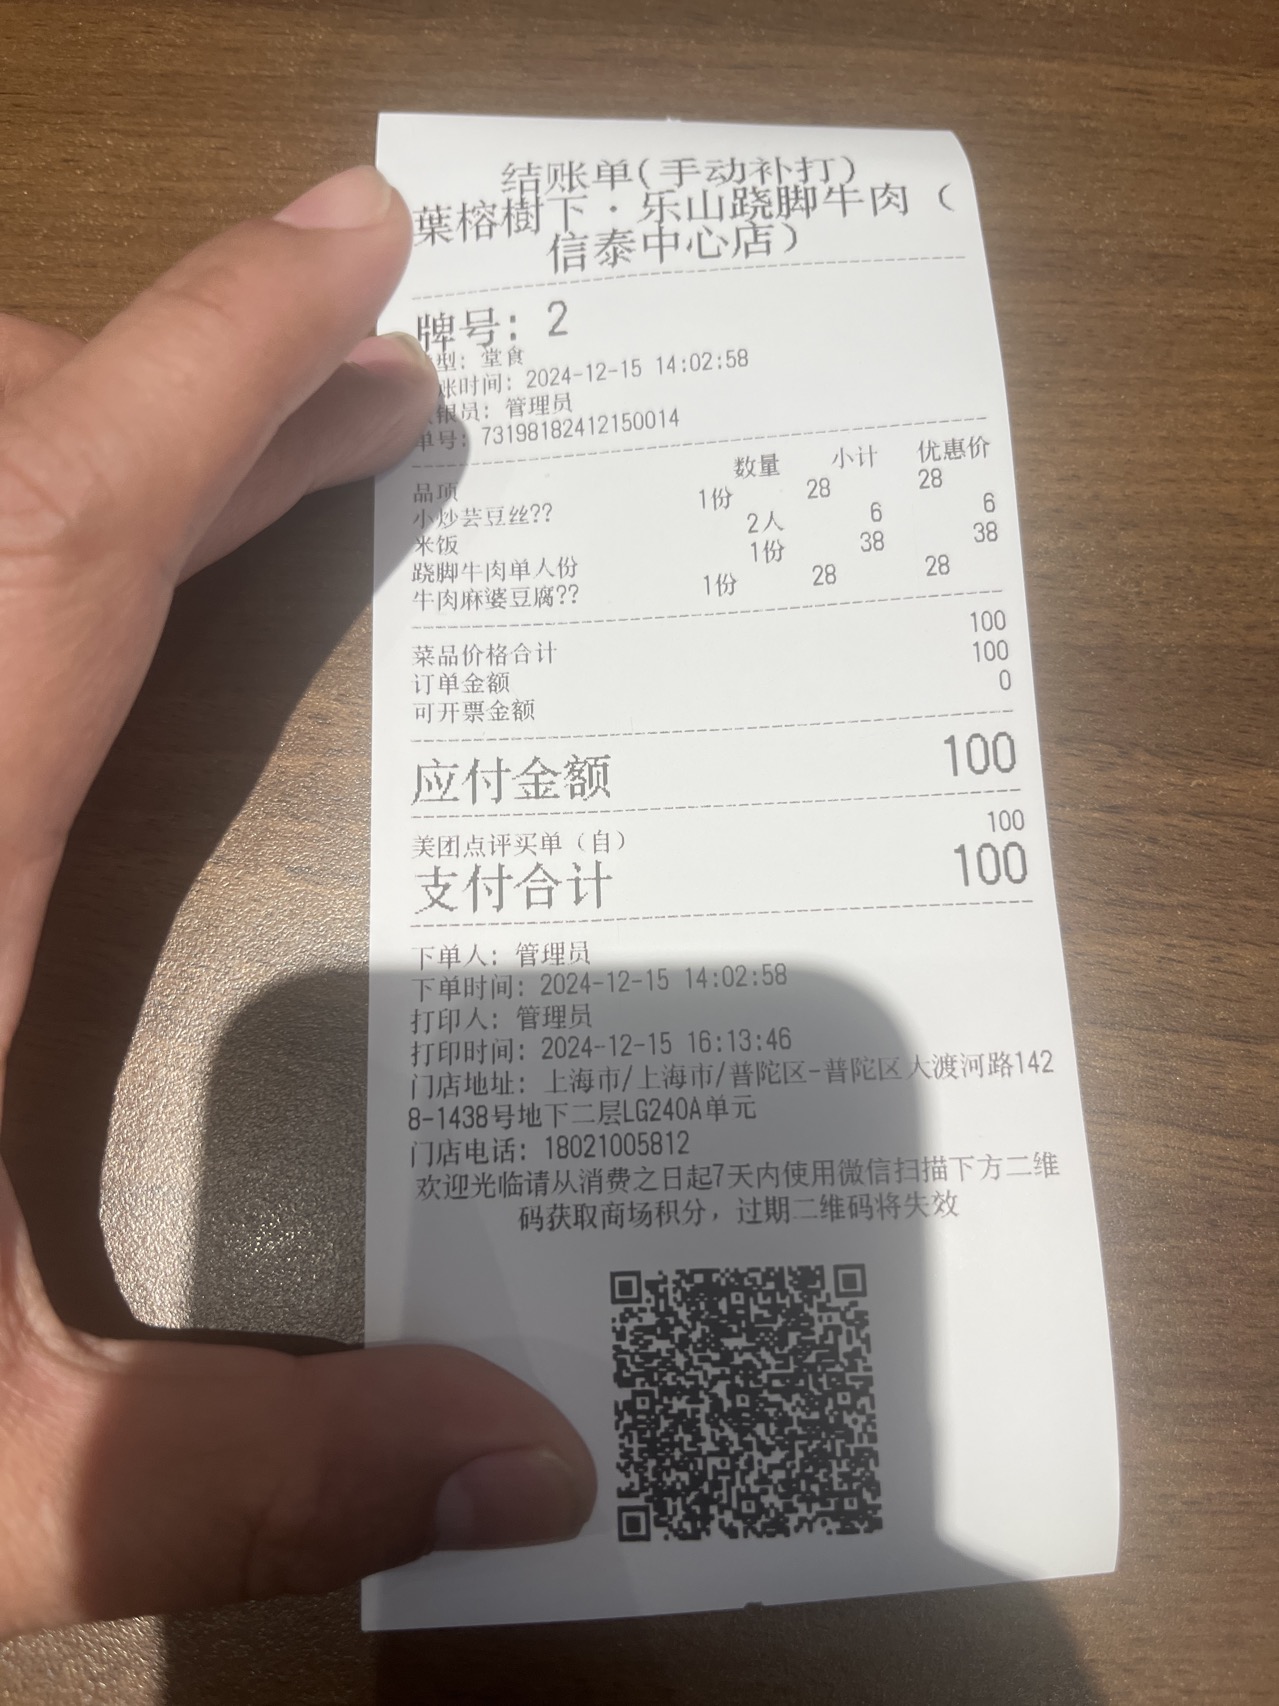 结账单(手动补打)
葉榕樹下·乐山跷脚牛肉（
信泰中心店）
牌号: 2
型: 堂食
账时间: 2024-12-15 14:02:58
银员: 管理员
单号: 73198182412150014
品项 数量 小计 优惠价
小炒芸豆丝?? 1份 28 28
米饭 2人 6 6
跷脚牛肉单人份 1份 38 38
牛肉麻婆豆腐?? 1份 28 28
菜品价格合计 100
订单金额 100
可开票金额 0
应付金额 100
美团点评买单（自） 100
支付合计 100
下单人: 管理员
下单时间: 2024-12-15 14:02:58
打印人: 管理员
打印时间: 2024-12-15 16:13:46
门店地址: 上海市/上海市/普陀区-普陀区大渡河路142
8-1438号地下二层LG240A单元
门店电话: 18021005812
欢迎光临请从消费之日起7天内使用微信扫描下方二维
码获取商场积分，过期二维码将失效